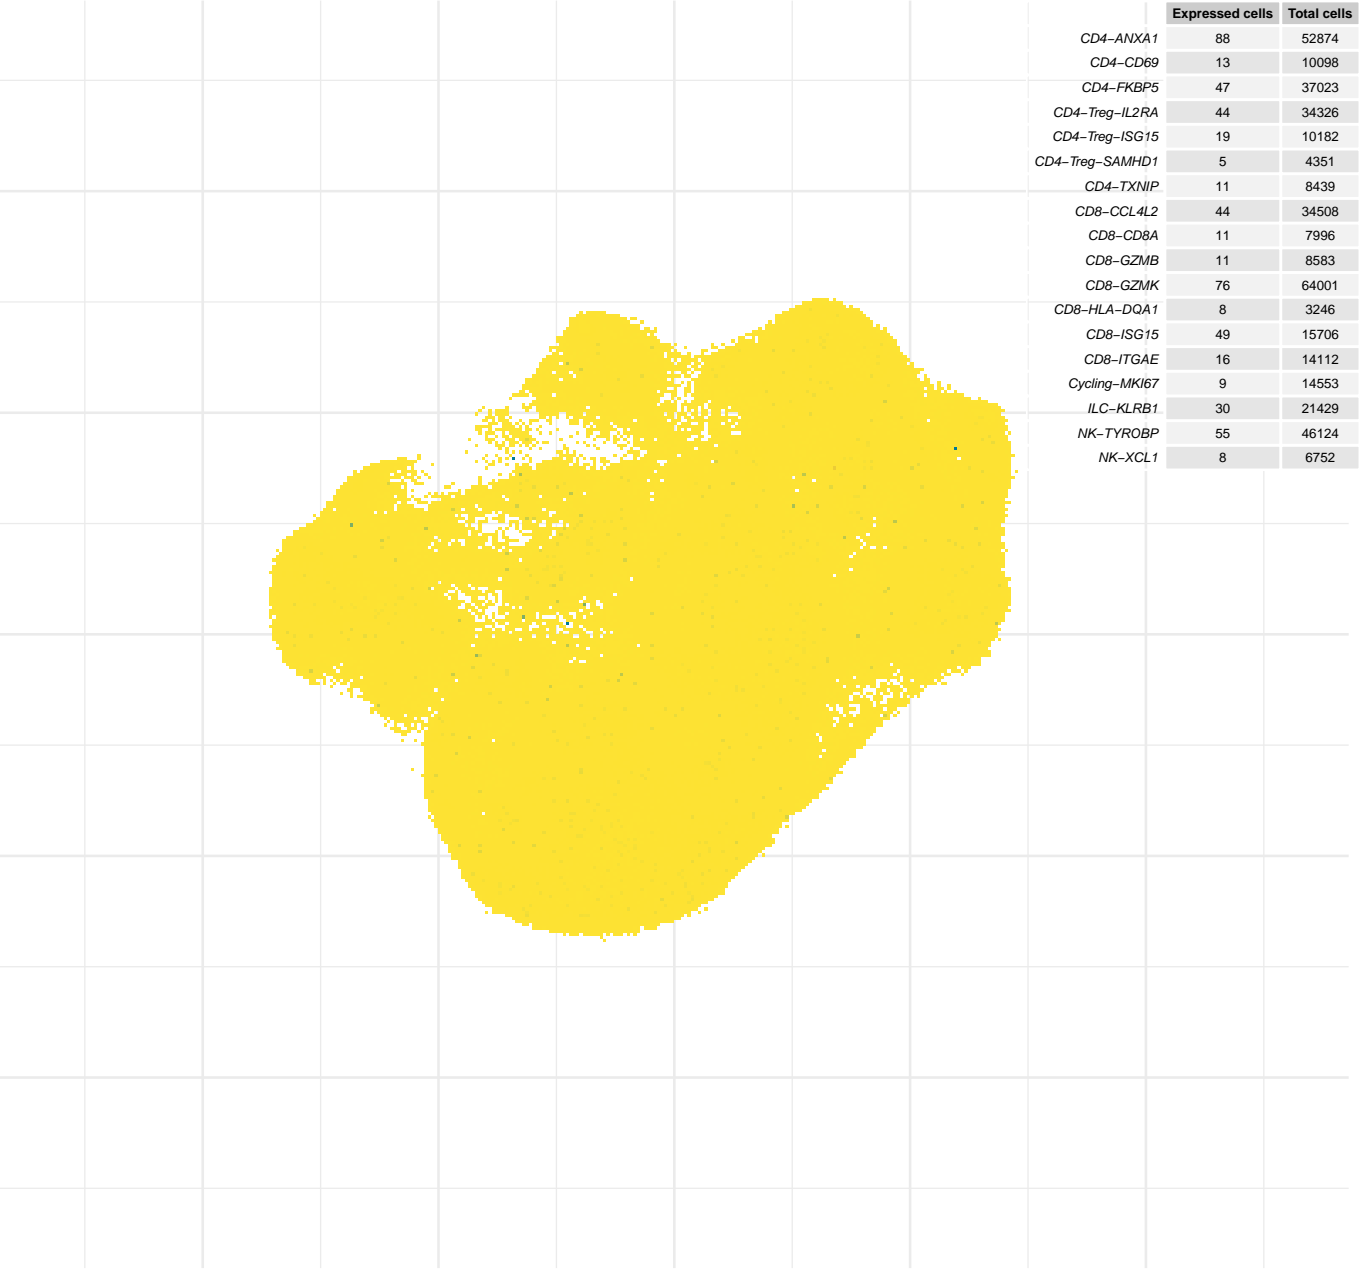 Expressed cells Total cells
CD4−ANXA1 88 52874
CD4−CD69 13 10098
CD4−FKBP5 47 37023
CD4−Treg−IL2RA 44 34326
CD4−Treg−ISG15 19 10182
CD4−Treg−SAMHD1 5 4351
CD4−TXNIP 11 8439
CD8−CCL4L2 44 34508
CD8−CD8A 11 7996
CD8−GZMB 11 8583
CD8−GZMK 76 64001
CD8−HLA−DQA1 8 3246
CD8−ISG15 49 15706
CD8−ITGAE 16 14112
Cycling−MKI67 9 14553
ILC−KLRB1 30 21429
NK−TYROBP 55 46124
NK−XCL1 8 6752